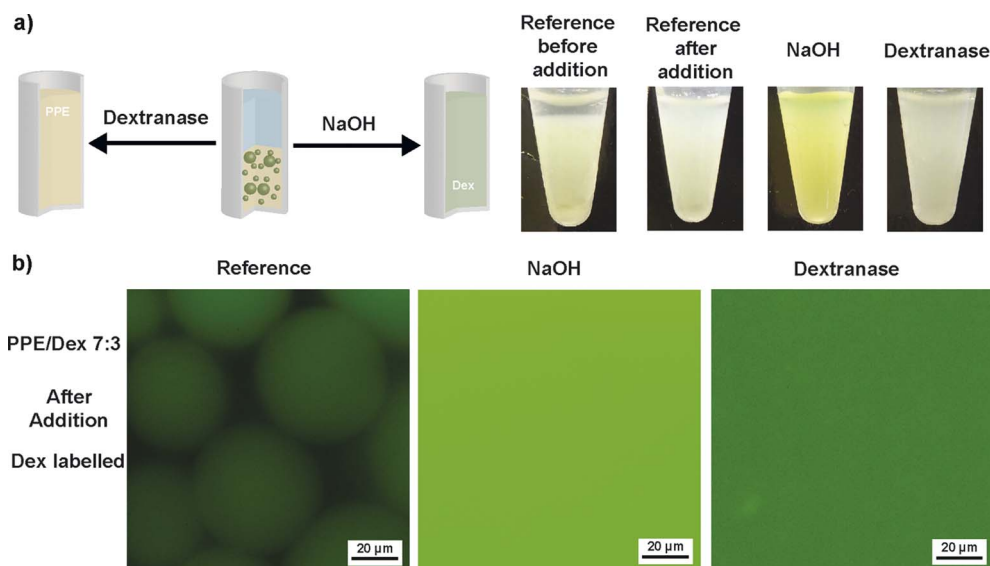 a)
Reference
before
addition
Reference
after
addition
NaOH
Dextranase
PPE
Dextranase
NaOH
Dex
b)
Reference
NaOH
Dextranase
PPE/Dex 7:3
After
Addition
Dex labelled
20 µm
20 µm
20 µm